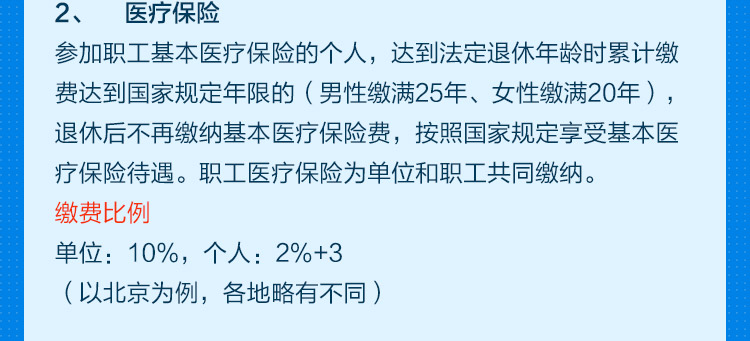 2、 医疗保险
参加职工基本医疗保险的个人，达到法定退休年龄时累计缴
费达到国家规定年限的（男性缴满25年、女性缴满20年），
退休后不再缴纳基本医疗保险费，按照国家规定享受基本医
疗保险待遇。职工医疗保险为单位和职工共同缴纳。
缴费比例
单位：10%，个人：2%+3
（以北京为例，各地略有不同）